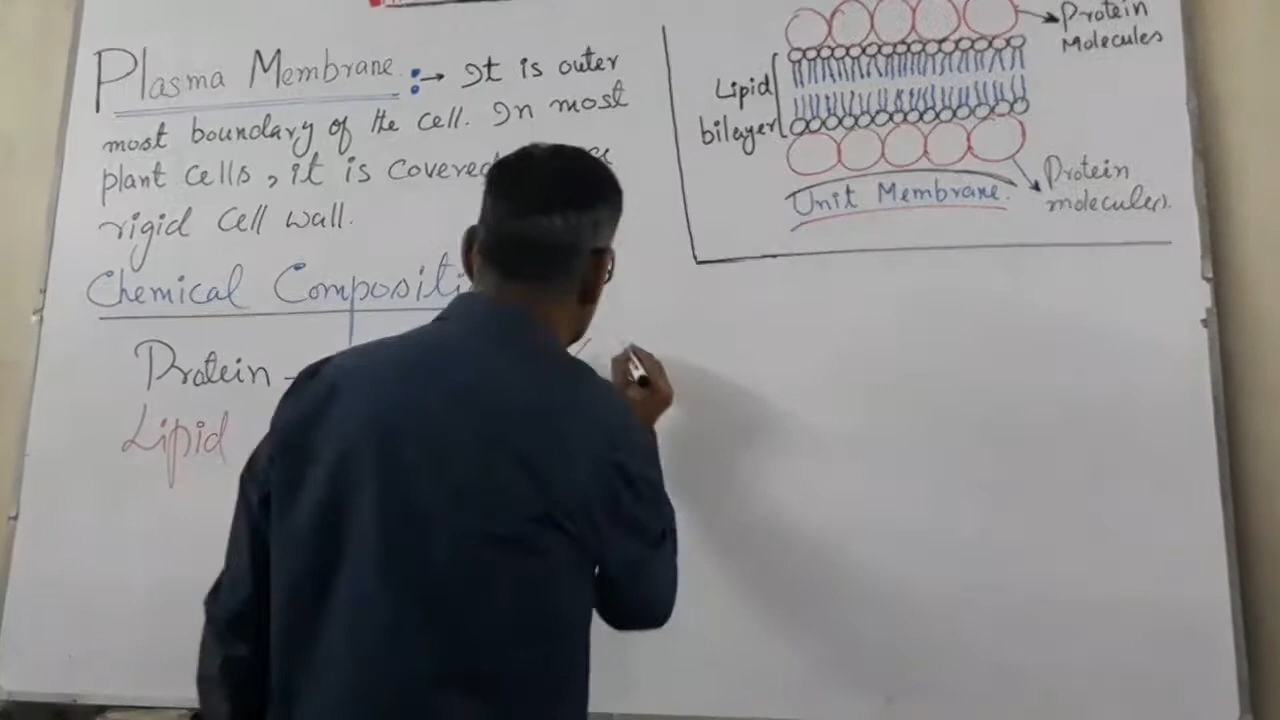 Plasma Membrane :→ It is outer
most boundary of the cell. In most
plant cells, it is covered
rigid cell wall.
Chemical
Protein -
Lipid
Protein
Molecules
Lipid
bilayer
Protein
molecules.
Unit Membrane.